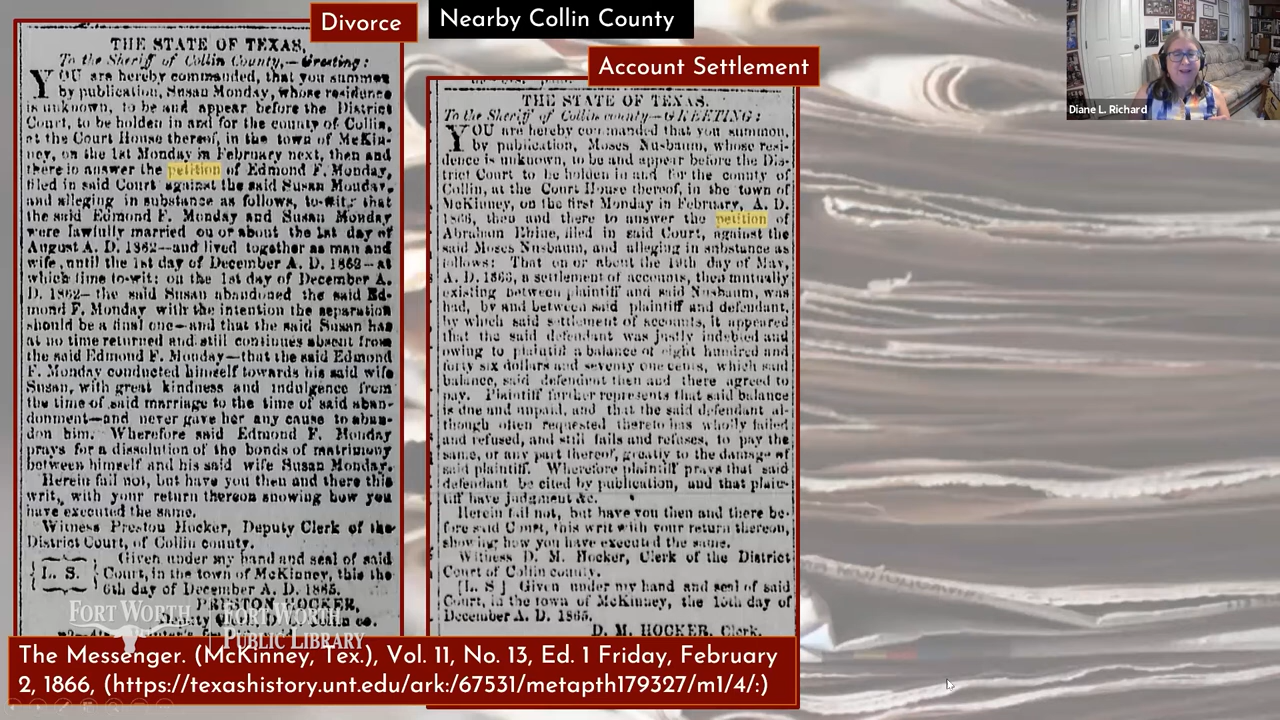 Divorce
Nearby Collin County
Account Settlement
Diane L. Richard
THE STATE OF TEXAS,
To the Sheriff of Collin County,—Greeting:
YOU are hereby commanded, that you summon
by publication, Susan Monday, whose residence
is unknown, to be and appear before the District
Court, to be holden in and for the county of Collin,
at the Court House thereof, in the town of McKin-
ney, on the 1st Monday in February next, then and
there to answer the petition of Edmond F. Monday,
filed in said Court against the said Susan Monday,
and alleging in substance as follows, to-wit: that
the said Edmond F. Monday and Susan Monday
were lawfully married on or about the 1st day of
August A. D. 1862—and lived together as man and
wife, until the 1st day of December A. D. 1862—at
which time to-wit: on the 1st day of December A.
D. 1862—the said Susan abandoned the said Ed-
mond F. Monday with the intention the separation
should be a final one—and that the said Susan has
at no time returned and still continues absent from
the said Edmond F. Monday—that the said Edmond
F. Monday conducted himself towards his said wife
Susan, with great kindness and indulgence from
the time of said marriage to the time of said aban-
donment—and never gave her any cause to aban-
don him. Wherefore said Edmond F. Monday
prays for a dissolution of the bonds of matrimony
between himself and his said wife Susan Monday.
Herein fail not, but have you then and there this
writ, with your return thereon snowing how you
have executed the same.
Witness Preston Hocker, Deputy Clerk of the
District Court, of Collin county.
L. S. Given under my hand and seal of said
Court, in the town of McKinney, this the
6th day of December A. D. 1865.
PRESTON HOCKER,
THE STATE OF TEXAS.
To the Sheriff of Collin county—GREETING:
YOU are hereby commanded that you summon,
by publication, Moses Nusbaum, whose resi-
dence is unknown, to be and appear before the Dis-
trict Court to be holden in and for the county of
Collin, at the Court House thereof, in the town of
McKinney, on the first Monday in February, A. D.
1866, then and there to answer the petition of
Abraham Rhine, filed in said Court, against the
said Moses Nusbaum, and alleging in substance as
follows: That on or about the day of May,
A. D. a settlement of accounts, then mutually
existing between plaintiff and said Nusbaum, was
had, by and between said plaintiff and defendant,
by which said settlement of accounts, it appeared
that the said defendant was justly indebted and
owing to plaintiff a balance of eight hundred and
forty six dollars and seventy one cents, which said
balance, said defendant then and there agreed to
pay. Plaintiff further represents that said balance
is due and unpaid, and that the said defendant al-
though often requested thereto has wholly failed
and refused, and still fails and refuses, to pay the
same, or any part thereof, greatly to the damage of
said plaintiff. Wherefore plaintiff prays that said
defendant be cited by publication, and that plain-
tiff have judgment &c.
Herein fail not, but have you then and there be-
fore said Court, this writ with your return thereon,
showing how you have executed the same.
Witness D. M. Hocker, Clerk of the District
Court of Collin county.
[L. S] Given under my hand and seal of said
Court, in the town of McKinney, the 15th day of
December A. D. 1865.
D. M. HOCKER, Clerk.
FORT WORTH
FORT WORTH
PUBLIC LIBRARY
The Messenger. (McKinney, Tex.), Vol. 11, No. 13, Ed. 1 Friday, February
2, 1866, (https://texashistory.unt.edu/ark:/67531/metapth179327/m1/4/:)